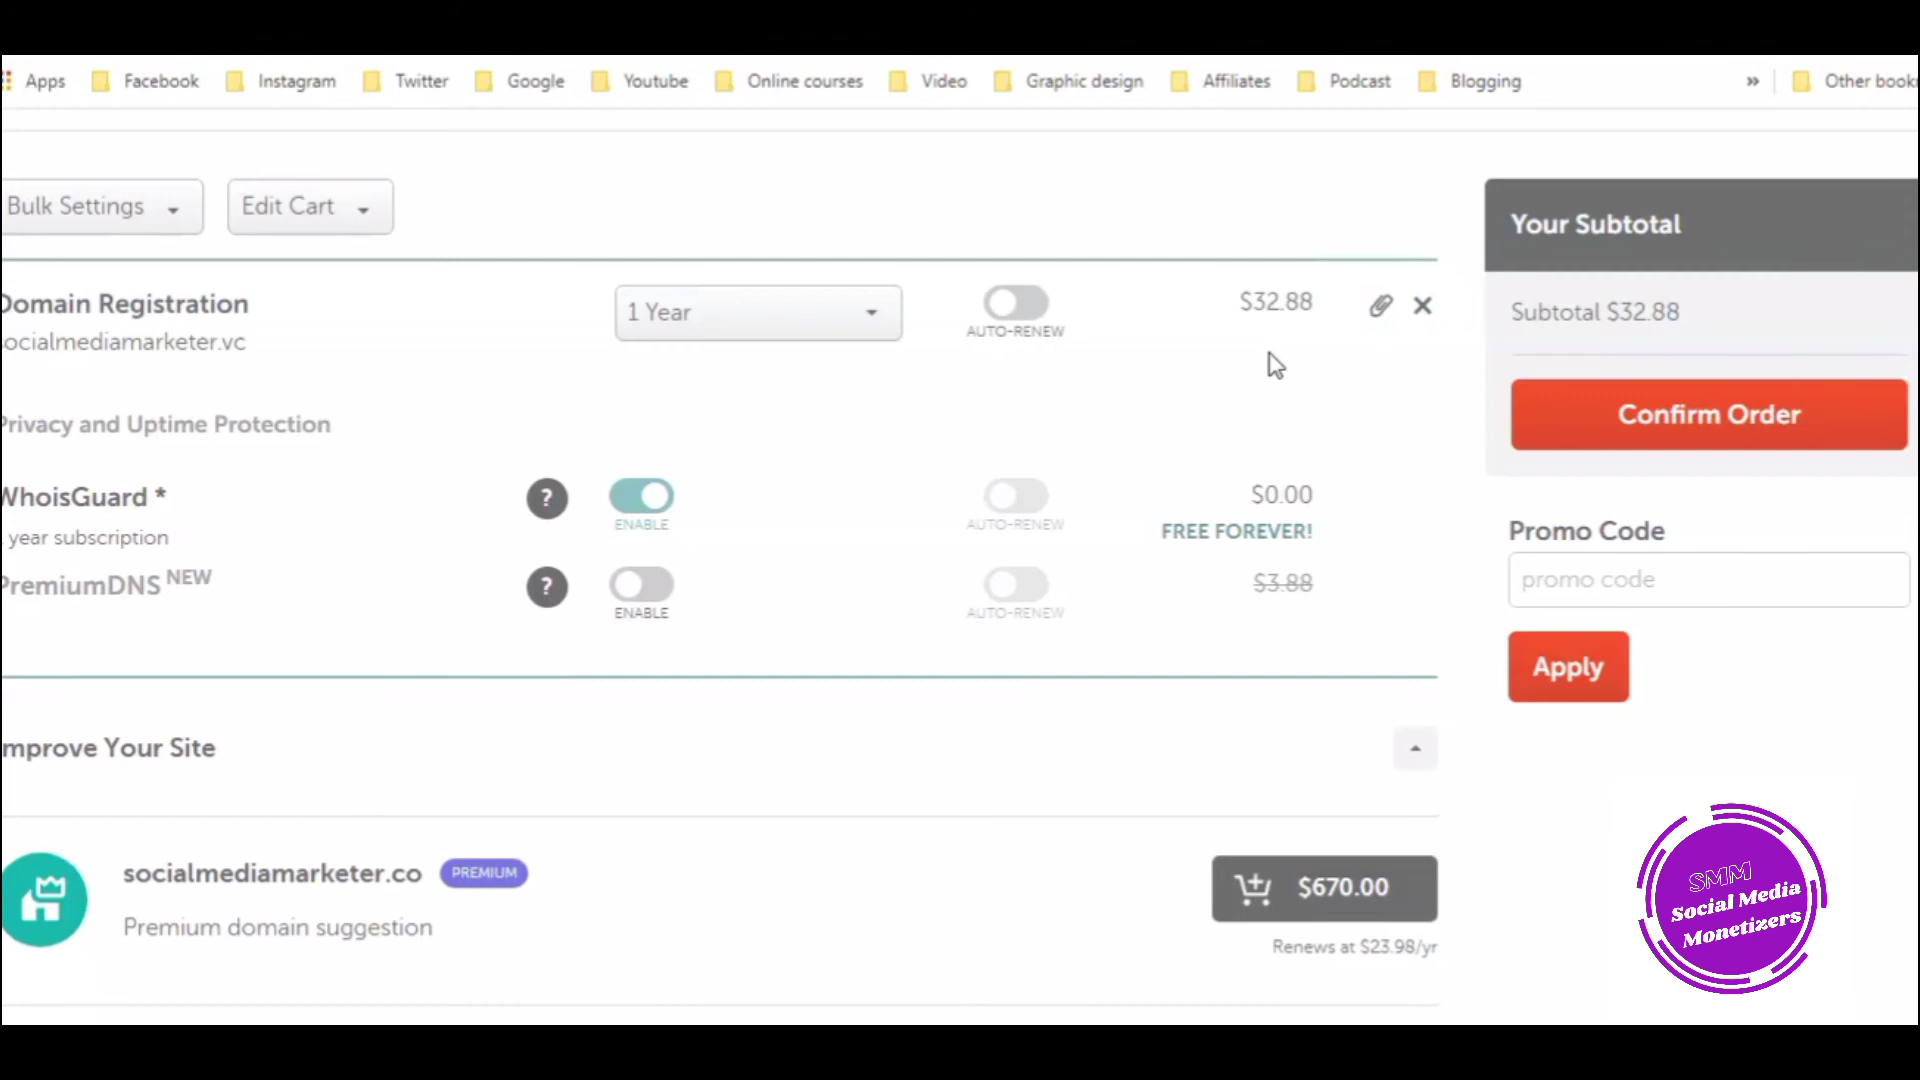 Apps Facebook Instagram Twitter Google Youtube Online courses Video Graphic design Affiliates Podcast Blogging » Other book
Bulk Settings Edit Cart
Your Subtotal
Domain Registration 1 Year $32.88
AUTO-RENEW
Subtotal $32.88
socialmediamarketer.vc
Confirm Order
Privacy and Uptime Protection
WhoisGuard * ? $0.00
ENABLE AUTO-RENEW FREE FOREVER!
year subscription
Promo Code
promo code
PremiumDNS NEW ? $3.88
ENABLE AUTO-RENEW
Apply
mprove Your Site
socialmediamarketer.co PREMIUM
$670.00
Premium domain suggestion
Renews at $23.98/yr
SMM
Social Media
Monetizers